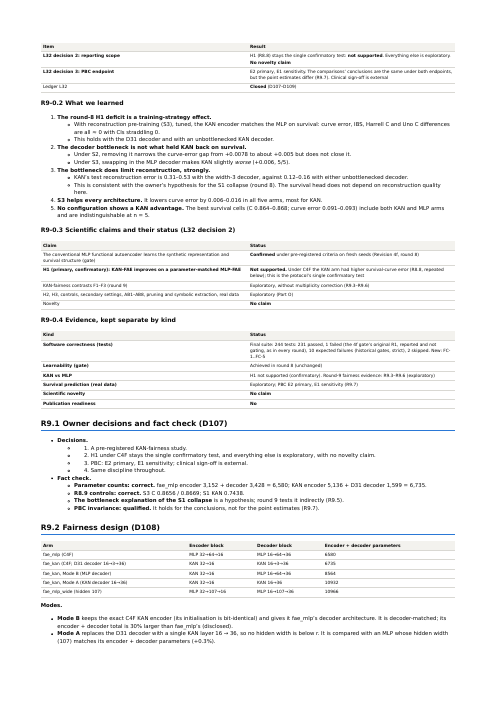 Item Result
L32 decision 2: reporting scope H1 (R8.8) stays the single confirmatory test: not supported. Everything else is exploratory.
No novelty claim
L32 decision 3: PBC endpoint E2 primary, E1 sensitivity. The comparisons' conclusions are the same under both endpoints,
but the point estimates differ (R9.7). Clinical sign-off is external
Ledger L32 Closed (D107–D109)
R9-0.2 What we learned
1. The round-8 H1 deficit is a training-strategy effect.
With reconstruction pre-training (S3), tuned, the KAN encoder matches the MLP on survival: curve error, IBS, Harrell C and Uno C differences
are all ≈ 0 with CIs straddling 0.
This holds with the D31 decoder and with an unbottlenecked KAN decoder.
2. The decoder bottleneck is not what held KAN back on survival.
Under S2, removing it narrows the curve-error gap from +0.0078 to about +0.005 but does not close it.
Under S3, swapping in the MLP decoder makes KAN slightly worse (+0.006, 5/5).
3. The bottleneck does limit reconstruction, strongly.
KAN's test reconstruction error is 0.31–0.53 with the width-3 decoder, against 0.12–0.16 with either unbottlenecked decoder.
This is consistent with the owner's hypothesis for the S1 collapse (round 8). The survival head does not depend on reconstruction quality
here.
4. S3 helps every architecture. It lowers curve error by 0.006–0.016 in all five arms, most for KAN.
5. No configuration shows a KAN advantage. The best survival cells (C 0.864–0.868; curve error 0.091–0.093) include both KAN and MLP arms
and are indistinguishable at n = 5.
R9-0.3 Scientific claims and their status (L32 decision 2)
Claim Status
The conventional MLP functional autoencoder learns the synthetic representation and Confirmed under pre-registered criteria on fresh seeds (Revision 4f, round 8)
survival structure (gate)
H1 (primary, confirmatory): KAN-FAE improves on a parameter-matched MLP-FAE Not supported. Under C4F the KAN arm had higher survival-curve error (R8.8, repeated
below); this is the protocol's single confirmatory test
KAN-fairness contrasts F1–F3 (round 9) Exploratory, without multiplicity correction (R9.3–R9.6)
H2, H3, controls, secondary settings, AB1–AB8, pruning and symbolic extraction, real data Exploratory (Part O)
Novelty No claim
R9-0.4 Evidence, kept separate by kind
Kind Status
Software correctness (tests) Final suite: 244 tests: 231 passed, 1 failed (the 4f gate's original R1, reported and not
gating, as in every round), 10 expected failures (historical gates, strict), 2 skipped. New: FC-
1..FC-5
Learnability (gate) Achieved in round 8 (unchanged)
KAN vs MLP H1 not supported (confirmatory). Round-9 fairness evidence: R9.3–R9.6 (exploratory)
Survival prediction (real data) Exploratory; PBC E2 primary, E1 sensitivity (R9.7)
Scientific novelty No claim
Publication readiness No
R9.1 Owner decisions and fact check (D107)
Decisions.
1. A pre-registered KAN-fairness study.
2. H1 under C4F stays the single confirmatory test, and everything else is exploratory, with no novelty claim.
3. PBC: E2 primary, E1 sensitivity; clinical sign-off is external.
4. Same discipline throughout.
Fact check.
Parameter counts: correct. fae_mlp encoder 3,152 + decoder 3,428 = 6,580; KAN encoder 5,136 + D31 decoder 1,599 = 6,735.
R8.9 controls: correct. S3 C 0.8656 / 0.8669; S1 KAN 0.7438.
The bottleneck explanation of the S1 collapse is a hypothesis; round 9 tests it indirectly (R9.5).
PBC invariance: qualified. It holds for the conclusions, not for the point estimates (R9.7).
R9.2 Fairness design (D108)
Arm Encoder block Decoder block Encoder + decoder parameters
fae_mlp (C4F) MLP 32→64→16 MLP 16→64→36 6580
fae_kan (C4F, D31 decoder 16→3→36) KAN 32→16 KAN 16→3→36 6735
fae_kan, Mode B (MLP decoder) KAN 32→16 MLP 16→64→36 8564
fae_kan, Mode A (KAN decoder 16→36) KAN 32→16 KAN 16→36 10932
fae_mlp_wide (hidden 107) MLP 32→107→16 MLP 16→107→36 10966
Modes.
Mode B keeps the exact C4F KAN encoder (its initialisation is bit-identical) and gives it fae_mlp's decoder architecture. It is decoder-matched; its
encoder + decoder total is 30% larger than fae_mlp's (disclosed).
Mode A replaces the D31 decoder with a single KAN layer 16 → 36, so no hidden width is below r. It is compared with an MLP whose hidden width
(107) matches its encoder + decoder parameters (+0.3%).